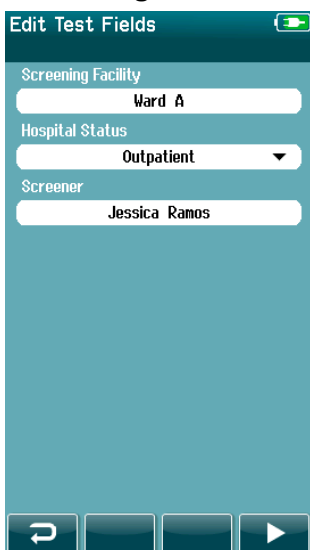 Edit Test Fields
Screening Facility
Ward A
Hospital Status
Outpatient
Screener
Jessica Ramos